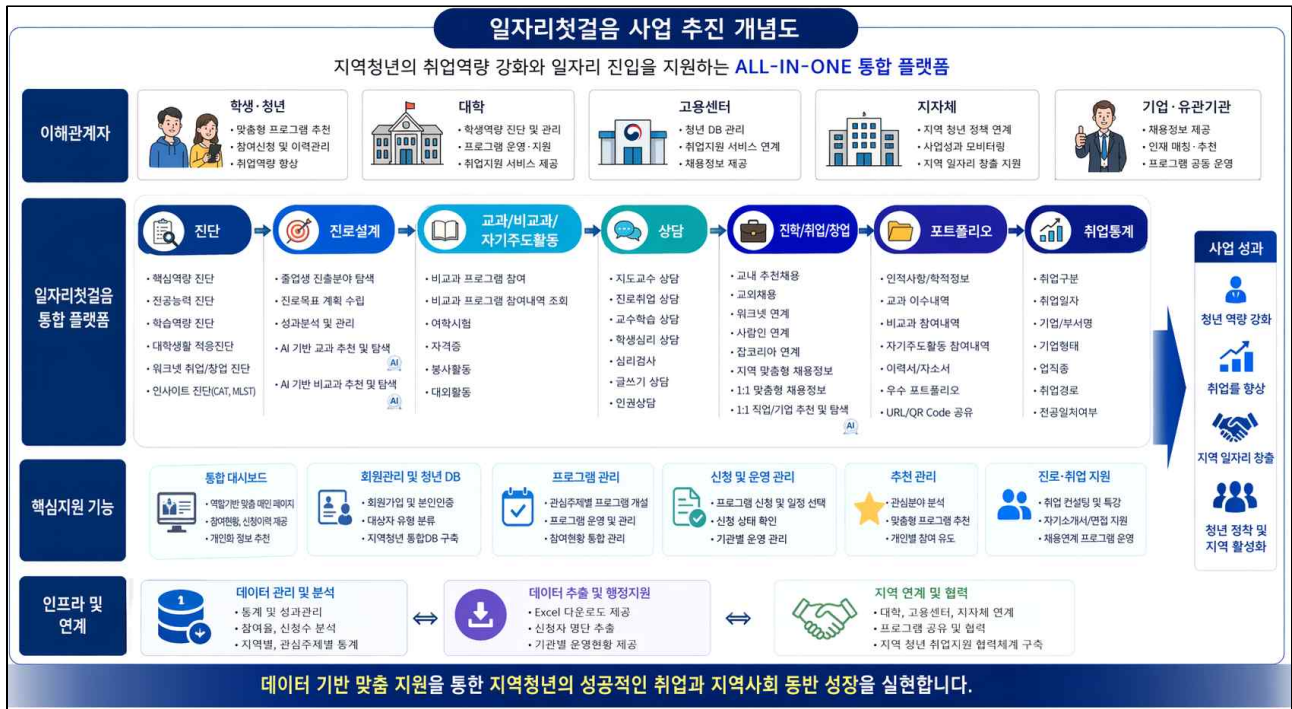 일자리첫걸음 사업 추진 개념도
지역청년의 취업역량 강화와 일자리 진입을 지원하는 ALL-IN-ONE 통합 플랫폼
이해관계자
학생·청년
• 맞춤형 프로그램 추천
• 참여신청 및 이력관리
• 취업역량 향상
대학
• 학생역량 진단 및 관리
• 프로그램 운영·지원
• 취업지원 서비스 제공
고용센터
• 청년 DB 관리
• 취업지원 서비스 연계
• 채용정보 재공
지자체
• 지역 청년 정책 연계
• 사업성과 모비터링
• 지역 일자리 창출 지원
기업·유관기관
• 채용정보 제공
• 인재 매칭·추천
• 프로그램 공동 운영
일자리첫걸음
통합 플랫폼
진단
• 핵심역량 진단
• 전공능력 진단
• 학습역량 진단
• 대학생활 적응진단
• 워크넷 취업/창업 진단
• 인사이트 진단(CAT, MLST)
진로설계
• 줄업생 진출분야 탐색
• 진로목표 계획 수립
• 성과분석 및 관리
• AI 기반 교과 추천 및 탐색
AI
• AI 기반 비교과 추천 및 탐색
AI
교과/비교과/
자기주도활동
• 비교과 프로그램 참여
• 비교과 프로그램 참여내역 조회
• 여학시험
• 자격증
• 봉사활동
• 대외활동
상담
• 지도교수 상담
• 진로취업 상담
• 교수학습 상담
• 학생심리 상담
• 심리검사
• 글쓰기 상담
• 인권상담
진학/취업/창업
• 교내 추천채용
• 교외채용
• 워크넷 연계
• 사람인 연계
• 잡코리아 연계
• 지역 맞춤형 채용정보
• 1:1 맞춤형 채용정보
• 1:1 직업/기업 추천 및 탐색
AI
포트폴리오
• 인적사항/학적정보
• 교과 이수내역
• 비교과 참여내역
• 자기주도활동 참여내역
• 이력서/자소서
• 우수 포트폴리오
• URL/QR Code 공유
취업통계
• 취업구분
• 취업일자
• 기업/부서명
• 기업형태
• 업직종
• 취업경로
• 전공일처여부
사업 성과
청년 역량 강화
취업률 향상
지역 일자리 창출
청년 정착 및
지역 활성화
핵심지원 기능
통합 대시보드
• 역할기반 맞춤 매인 페이지
• 참여현황, 신청이력 제공
• 개인화 정보 추천
회원관리 및 청년 DB
• 회원가입 및 본인인증
• 대상자 유형 분류
• 지역청년 통합DB 구축
프로그램 관리
• 관심주제별 프로그램 개설
• 프로그램 운영 및 관리
• 참여현황 통합 관리
신청 및 운영 관리
• 프로그램 신청 및 일정 선택
• 신청 상태 확인
• 기관별 운영 관리
추천 관리
• 관심분야 분석
• 맞춤형 프로그램 추천
• 개인별 참여 유도
진로·취업 지원
• 취업 컨설팅 및 특강
• 자기소개서/면접 지원
• 채용연계 프로그램 운영
인프라 및
연계
1
데이터 관리 및 분석
• 통계 및 성과관리
• 참여율, 신청수 분석
• 지역별, 관심주제별 통계
데이터 추출 및 행정지원
• Excel 다운로도 제공
• 신청자 명단 추출
• 기관별 운영현황 제공
지역 연계 및 협력
• 대학, 고용센터, 지자체 연계
• 프로그램 공유 및 협력
• 지역 청년 취업지원 협력체계 구축
데이터 기반 맞춤 지원을 통한 지역청년의 성공적인 취업과 지역사회 동반 성장을 실현합니다.